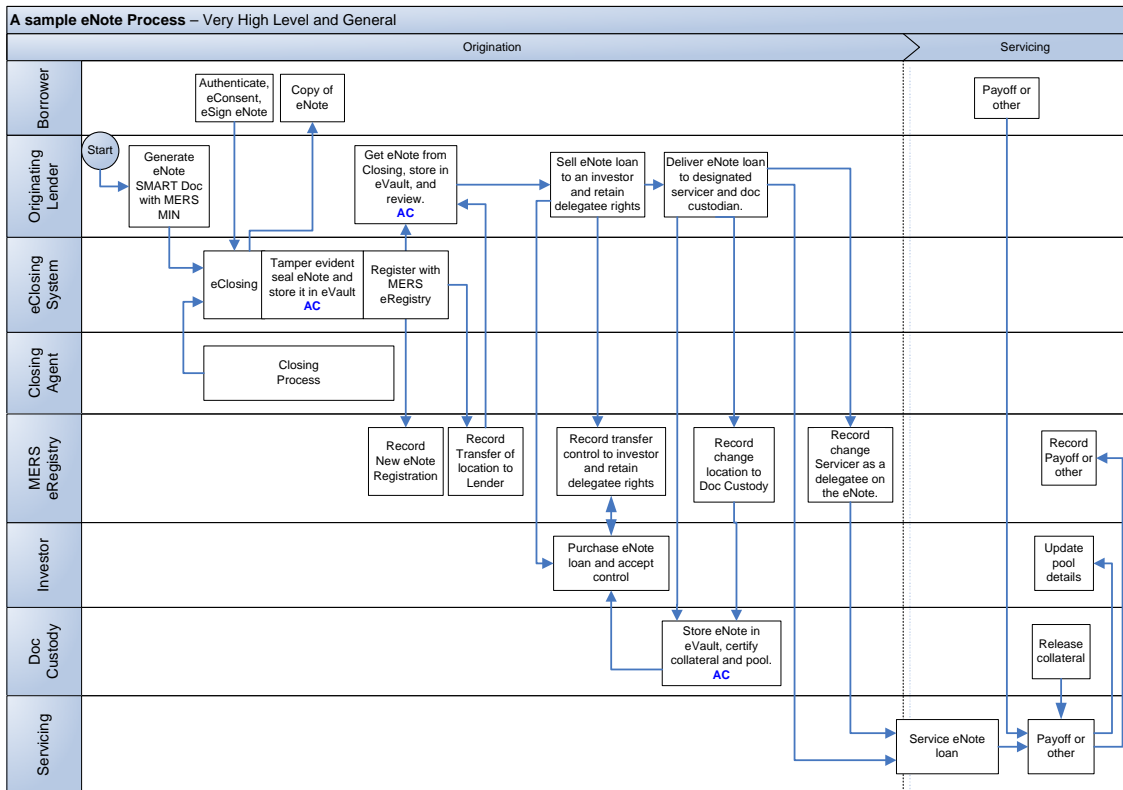 A sample eNote Process – Very High Level and General
Origination
Servicing
Borrower
Authenticate,
eConsent,
eSign eNote
Copy of
eNote
Payoff or
other
Originating
Lender
Start
Generate
eNote
SMART Doc
with MERS
MIN
Get eNote from
Closing, store in
eVault, and
review.
AC
Sell eNote loan
to an investor
and retain
delegatee rights
Deliver eNote loan
to designated
servicer and doc
custodian.
eClosing
System
eClosing
Tamper evident
seal eNote and
store it in eVault
AC
Register with
MERS
eRegistry
Closing
Agent
Closing
Process
MERS
eRegistry
Record
New eNote
Registration
Record
Transfer of
location to
Lender
Record transfer
control to investor
and retain
delegatee rights
Record
change
location to
Doc Custody
Record
change
Servicer as a
delegatee on
the eNote.
Record
Payoff or
other
Investor
Purchase eNote
loan and accept
control
Update
pool
details
Doc
Custody
Store eNote in
eVault, certify
collateral and pool.
AC
Release
collateral
Servicing
Service eNote
loan
Payoff or
other